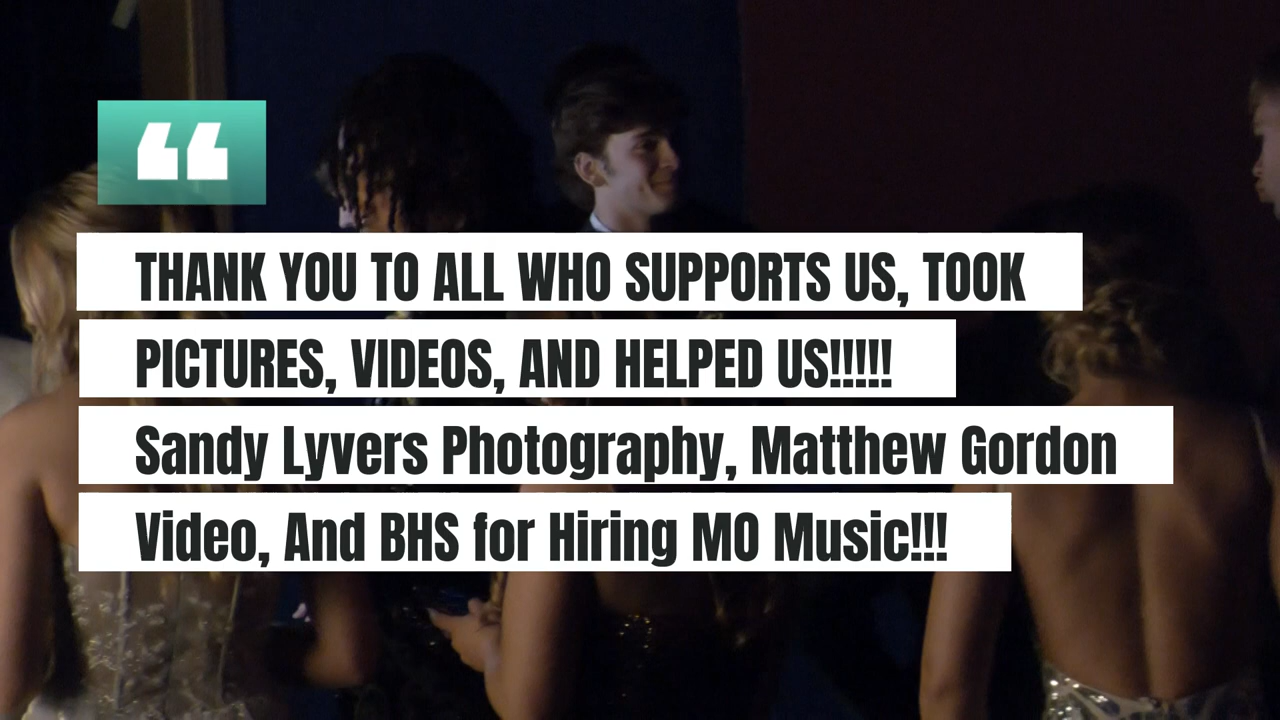 ❝
THANK YOU TO ALL WHO SUPPORTS US, TOOK
PICTURES, VIDEOS, AND HELPED US!!!!!
Sandy Lyvers Photography, Matthew Gordon
Video, And BHS for Hiring MO Music!!!